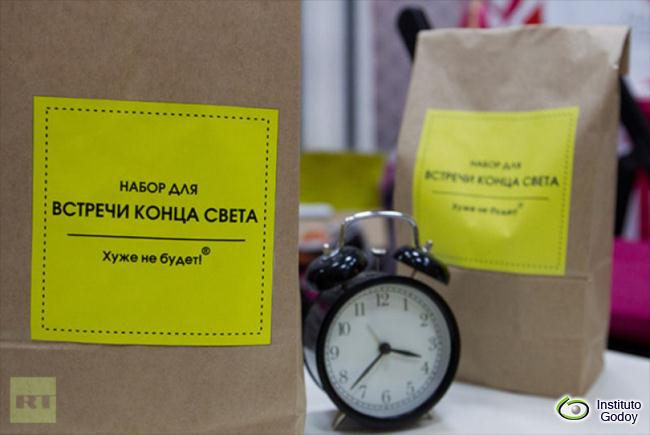 НАБОР ДЛЯ
ВСТРЕЧИ КОНЦА СВЕТА
Хуже не будет!®
НАБОР ДЛЯ
ВСТРЕЧИ КОНЦА СВЕТА
Хуже не будет!®
12
1
2
3
4
5
6
7
8
9
10
11
RT
Instituto
Godoy